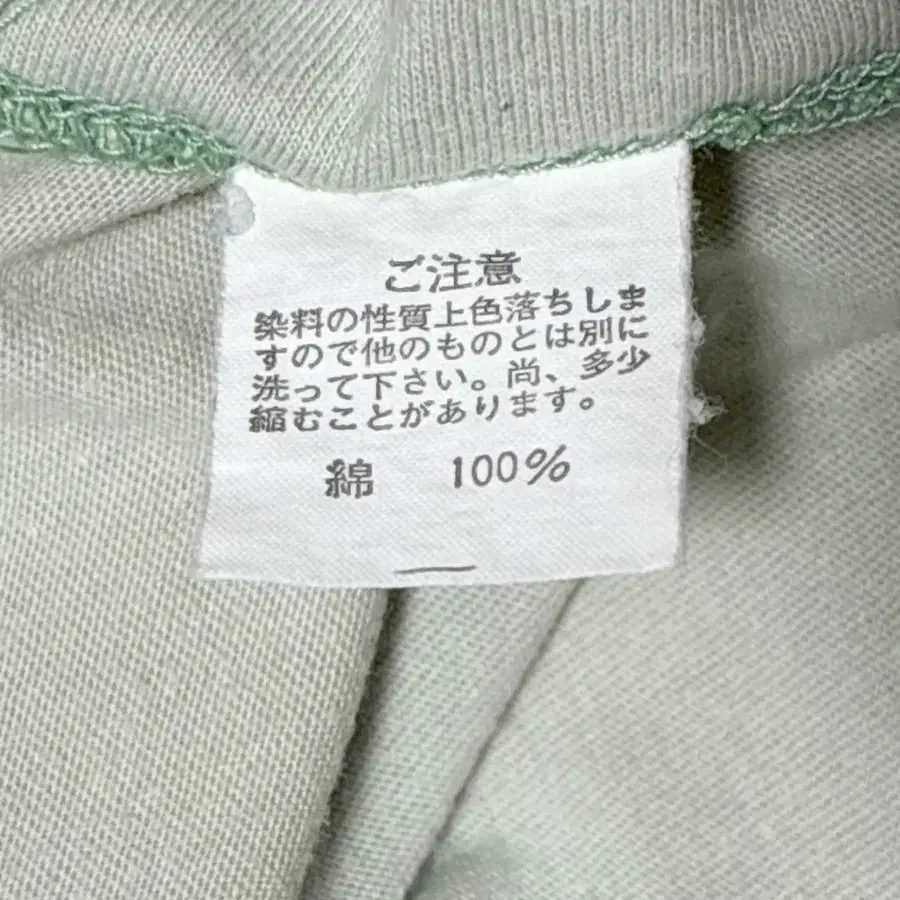 ご注意
染料の性質上色落ちしま
すので他のものとは別に
洗って下さい。尚、多少
縮むことがあります。
綿 100%